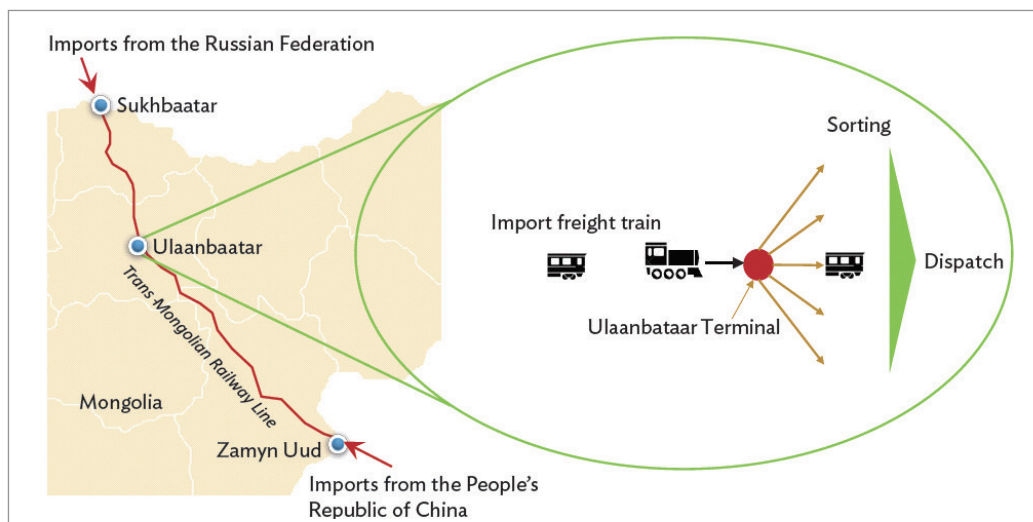 Imports from the Russian Federation
Sukhbaatar
Ulaanbaatar
Trans-Mongolian Railway Line
Mongolia
Zamyn Uud
Imports from the People's
Republic of China
Sorting
Import freight train
Dispatch
Ulaanbataar Terminal